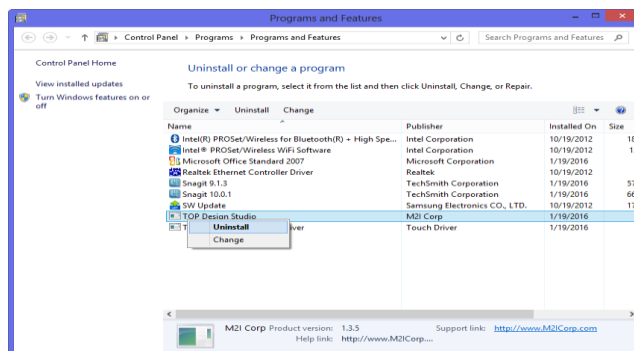 Programs and Features
Control Panel ▸ Programs ▸ Programs and Features
Search Programs and Features
Control Panel Home
View installed updates
Turn Windows features on or
off
Uninstall or change a program
To uninstall a program, select it from the list and then click Uninstall, Change, or Repair.
Organize Uninstall Change
Name Publisher Installed On Size
Intel(R) PROSet/Wireless for Bluetooth(R) + High Spe... Intel Corporation 10/19/2012 18
Intel® PROSet/Wireless WiFi Software Intel Corporation 10/19/2012 1
Microsoft Office Standard 2007 Microsoft Corporation 1/19/2016
Realtek Ethernet Controller Driver Realtek 10/19/2012
Snagit 9.1.3 TechSmith Corporation 1/19/2016 57
Snagit 10.0.1 TechSmith Corporation 1/19/2016 66
SW Update Samsung Electronics CO., LTD. 10/19/2012 17
TOP Design Studio M2I Corp 1/19/2016
T iver Touch Driver 1/19/2016
Uninstall
Change
M2I Corp Product version: 1.3.5 Support link: http://www.M2ICorp.com
Help link: http://www.M2ICorp....